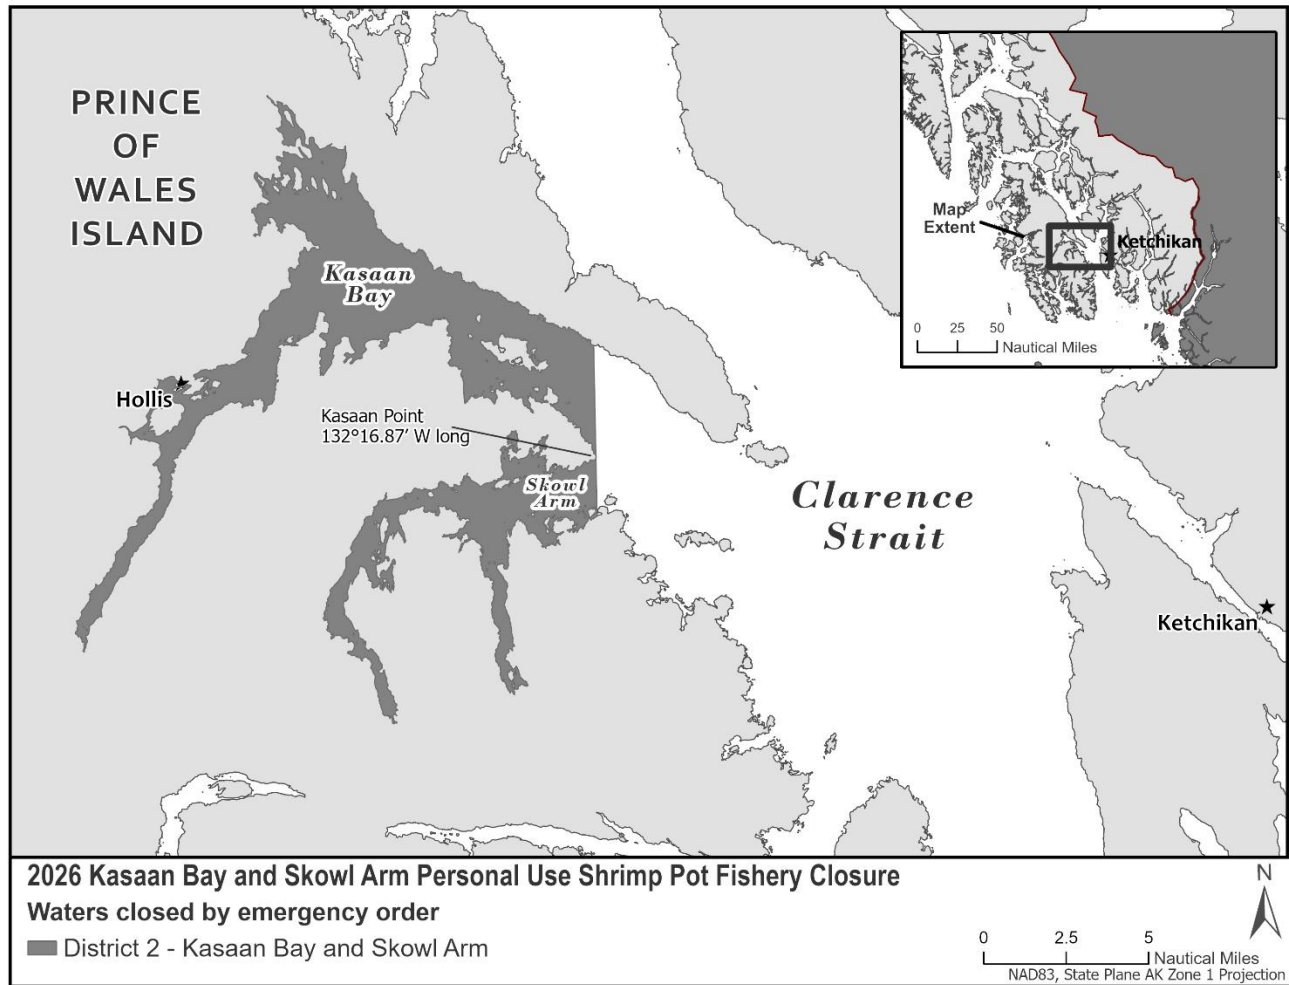 PRINCE
OF
WALES
ISLAND
Kasaan
Bay
Hollis
Kasaan Point
132°16.87' W long
Skowl
Arm
Clarence
Strait
Ketchikan
Map
Extent
Ketchikan
0 25 50
Nautical Miles
2026 Kasaan Bay and Skowl Arm Personal Use Shrimp Pot Fishery Closure
Waters closed by emergency order
District 2 - Kasaan Bay and Skowl Arm
N
0 2.5 5
Nautical Miles
NAD83, State Plane AK Zone 1 Projection